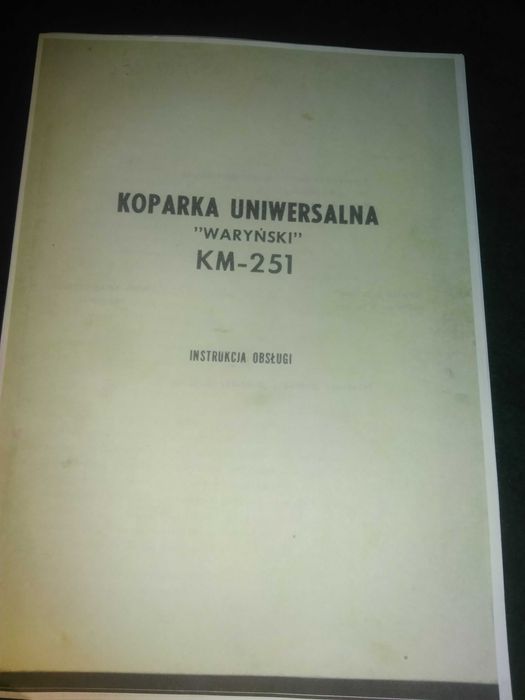 KOPARKA UNIWERSALNA
"WARYŃSKI"
KM-251
INSTRUKCJA OBSŁUGI